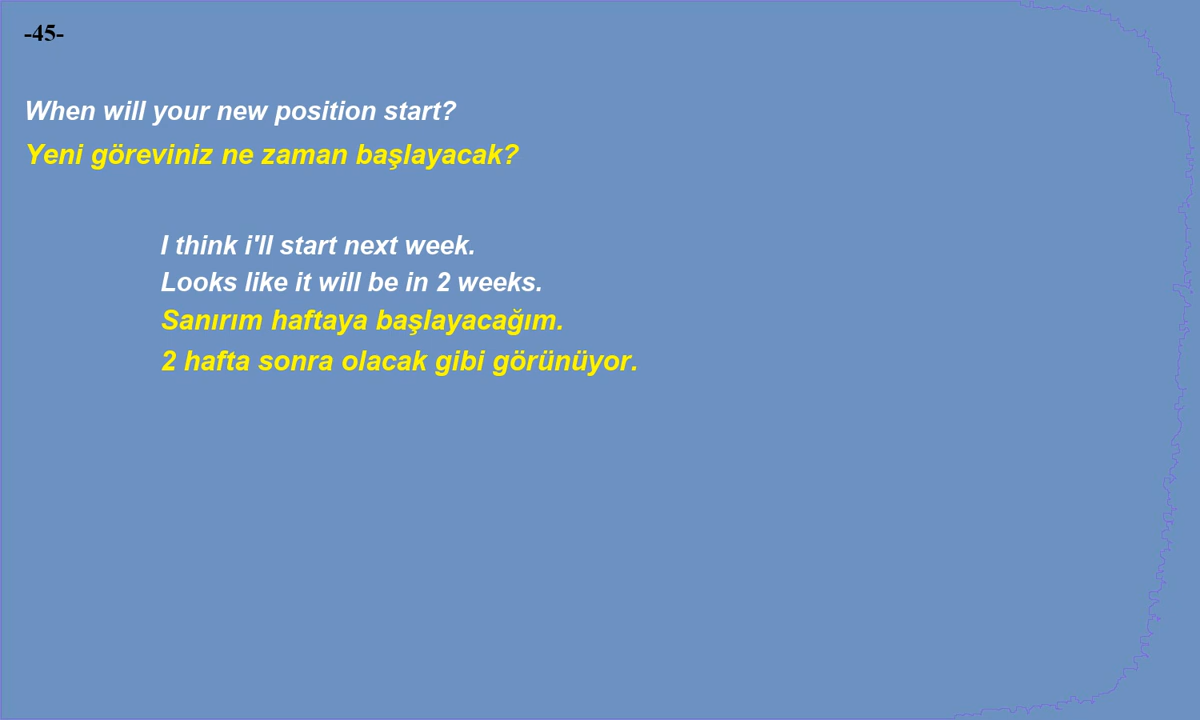 -45-
When will your new position start?
Yeni göreviniz ne zaman başlayacak?
I think i'll start next week.
Looks like it will be in 2 weeks.
Sanırım haftaya başlayacağım.
2 hafta sonra olacak gibi görünüyor.